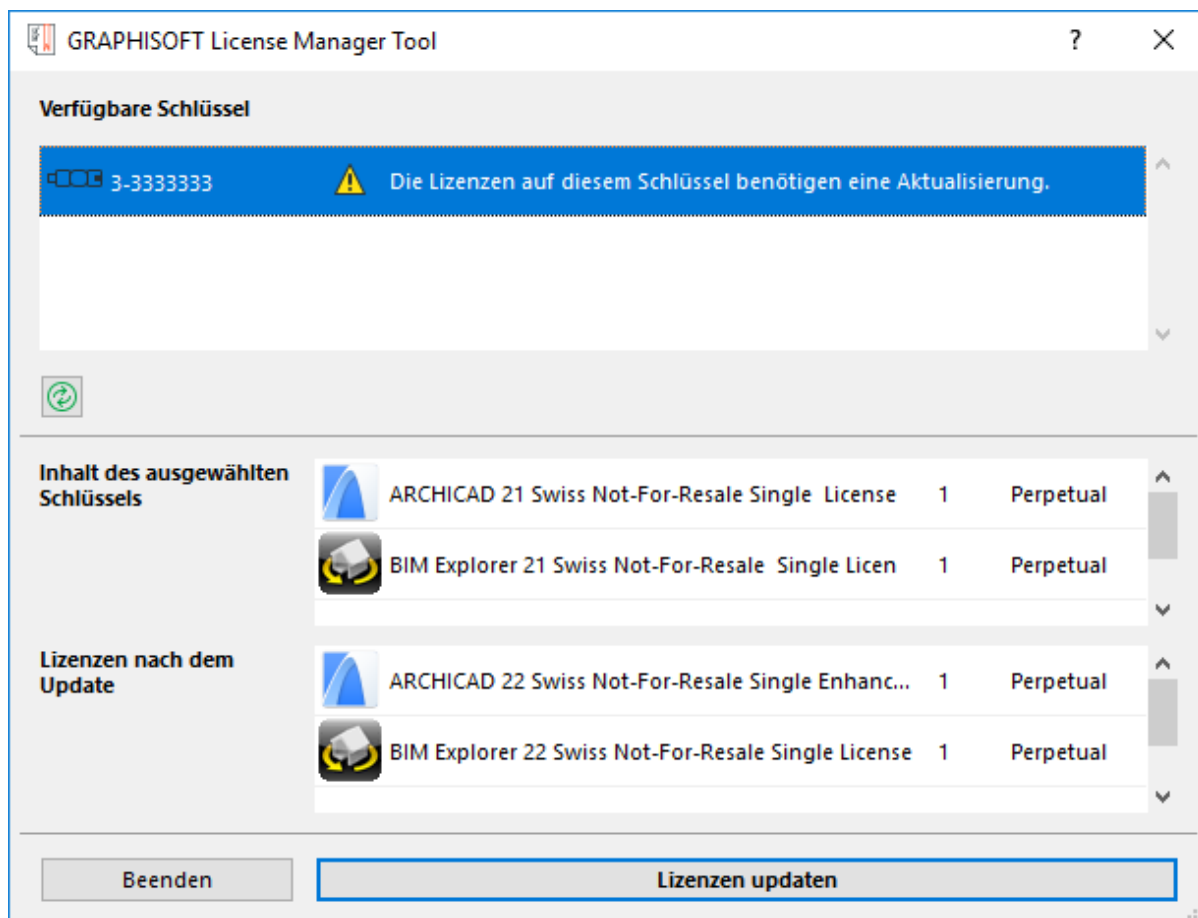 GRAPHISOFT License Manager Tool ? ×
Verfügbare Schlüssel
3-3333333 Die Lizenzen auf diesem Schlüssel benötigen eine Aktualisierung.
Inhalt des ausgewählten
Schlüssels
ARCHICAD 21 Swiss Not-For-Resale Single License 1 Perpetual
BIM Explorer 21 Swiss Not-For-Resale Single Licen 1 Perpetual
Lizenzen nach dem
Update
ARCHICAD 22 Swiss Not-For-Resale Single Enhanc... 1 Perpetual
BIM Explorer 22 Swiss Not-For-Resale Single License 1 Perpetual
Beenden Lizenzen updaten